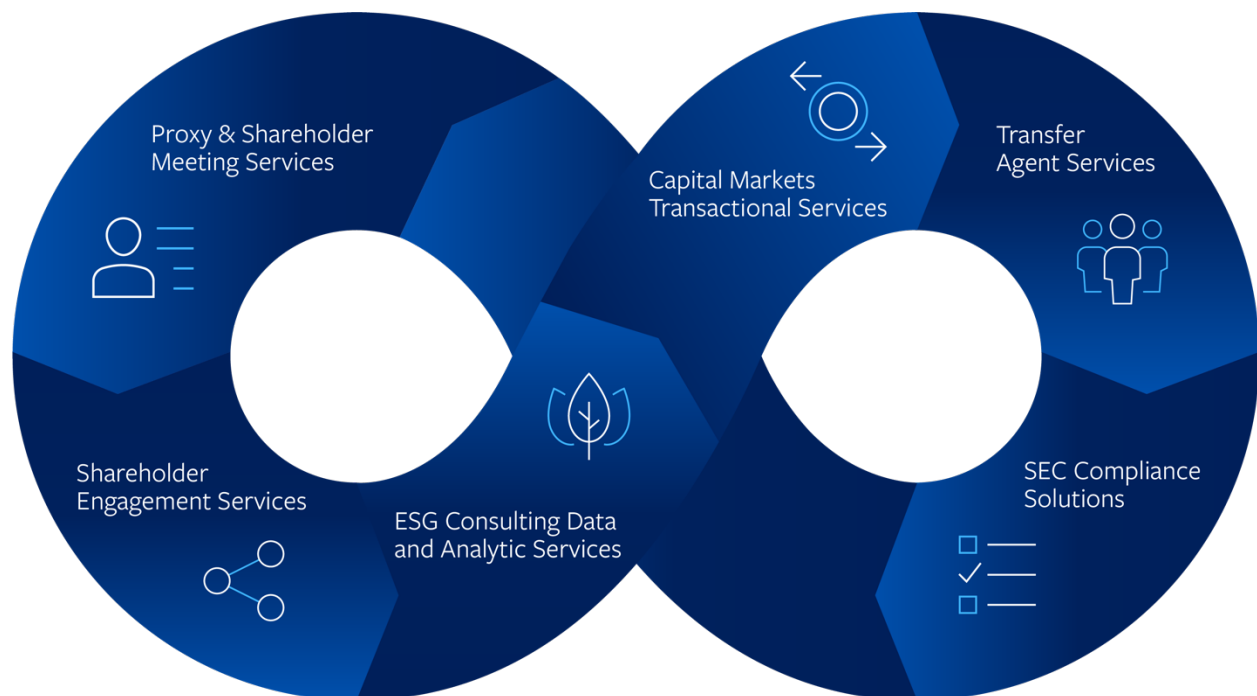 Proxy & Shareholder
Meeting Services
Capital Markets
Transactional Services
Transfer
Agent Services
Shareholder
Engagement Services
ESG Consulting Data
and Analytic Services
SEC Compliance
Solutions